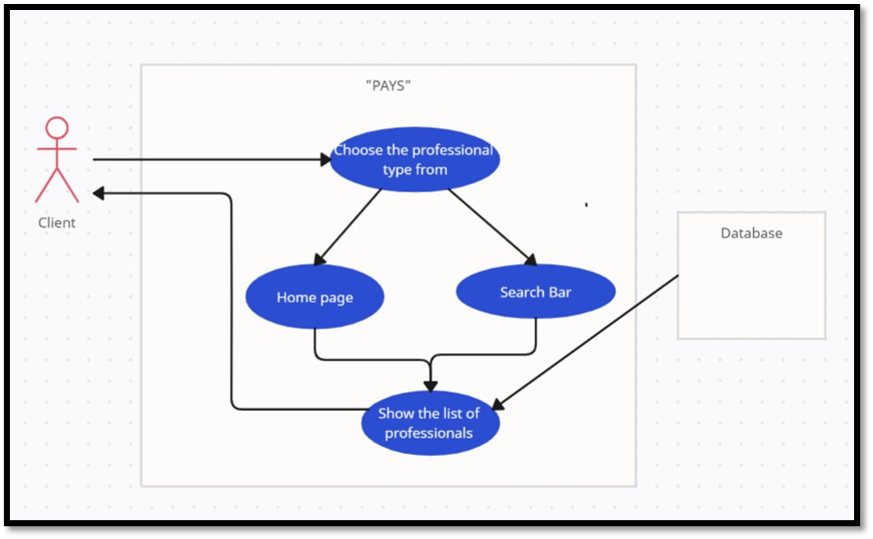 "PAYS"
Choose the professional
type from
Client
Database
Home page
Search Bar
Show the list of
professionals